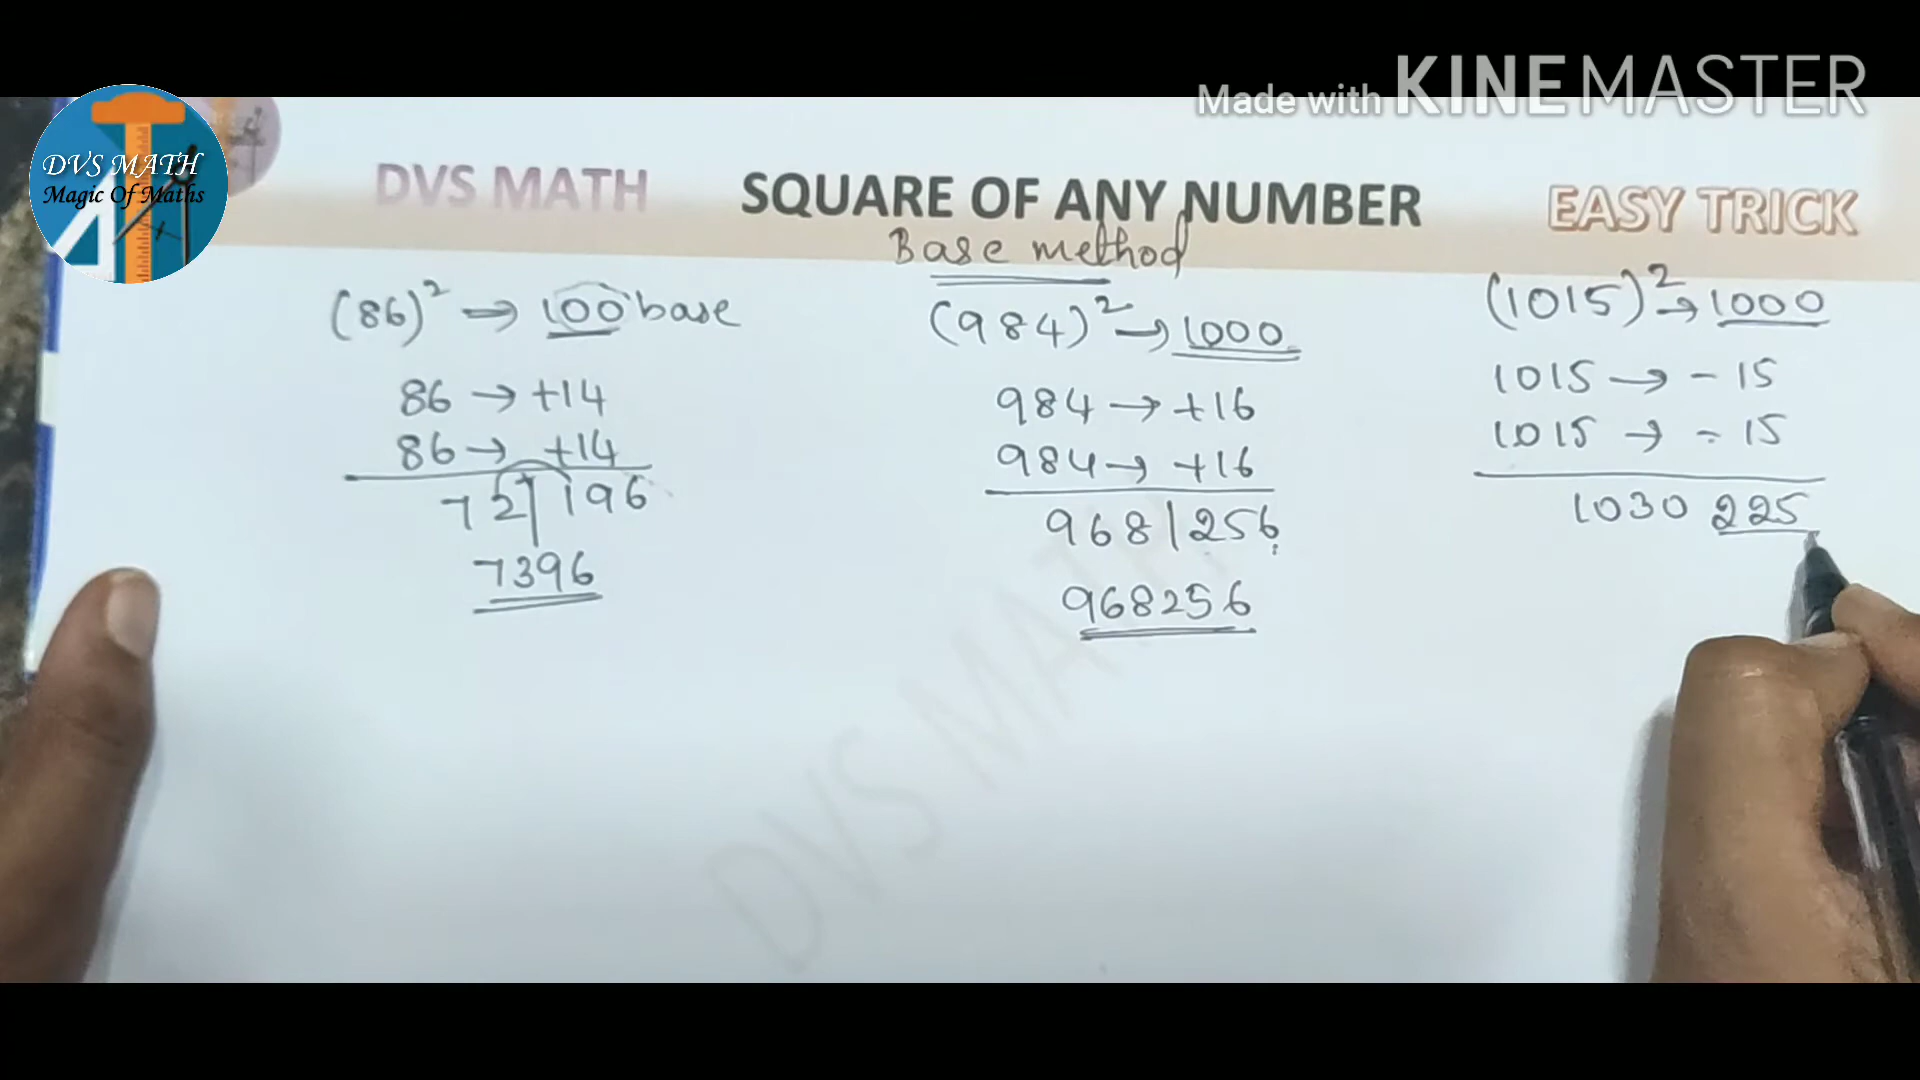 Made with KINEMASTER
DVS MATH
Magic Of Maths
DVS MATH SQUARE OF ANY NUMBER EASY TRICK
Base method
(86)² → 100 base
86 → +14
86 → +14
72 | 196
7396
(984)² → 1000
984 → +16
984 → +16
968 | 256
968256
(1015)² → 1000
1015 → - 15
1015 → - 15
1030 225
DVS MATH